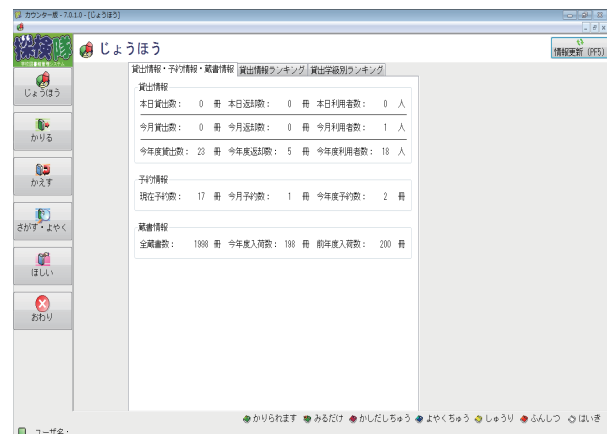 カウンター版 - 7.0.1.0 - [じょうほう]
探検隊
じょうほう
情報更新 (PF5)
じょうほう
かりる
かえす
さがす・よやく
ほしい
おわり
貸出情報・予約情報・蔵書情報 貸出情報ランキング 貸出学級別ランキング
貸出情報
本日貸出数： 0 冊 本日返却数： 0 冊 本日利用者数： 0 人
今月貸出数： 0 冊 今月返却数： 0 冊 今月利用者数： 1 人
今年度貸出数： 23 冊 今年度返却数： 5 冊 今年度利用者数： 18 人
予約情報
現在予約数： 17 冊 今月予約数： 1 冊 今年度予約数： 2 冊
蔵書情報
全蔵書数： 1998 冊 今年度入荷数： 198 冊 前年度入荷数： 200 冊
かりられます みるだけ かしだしちゅう よやくちゅう しゅうり ふんしつ はいき
ユーザ名：